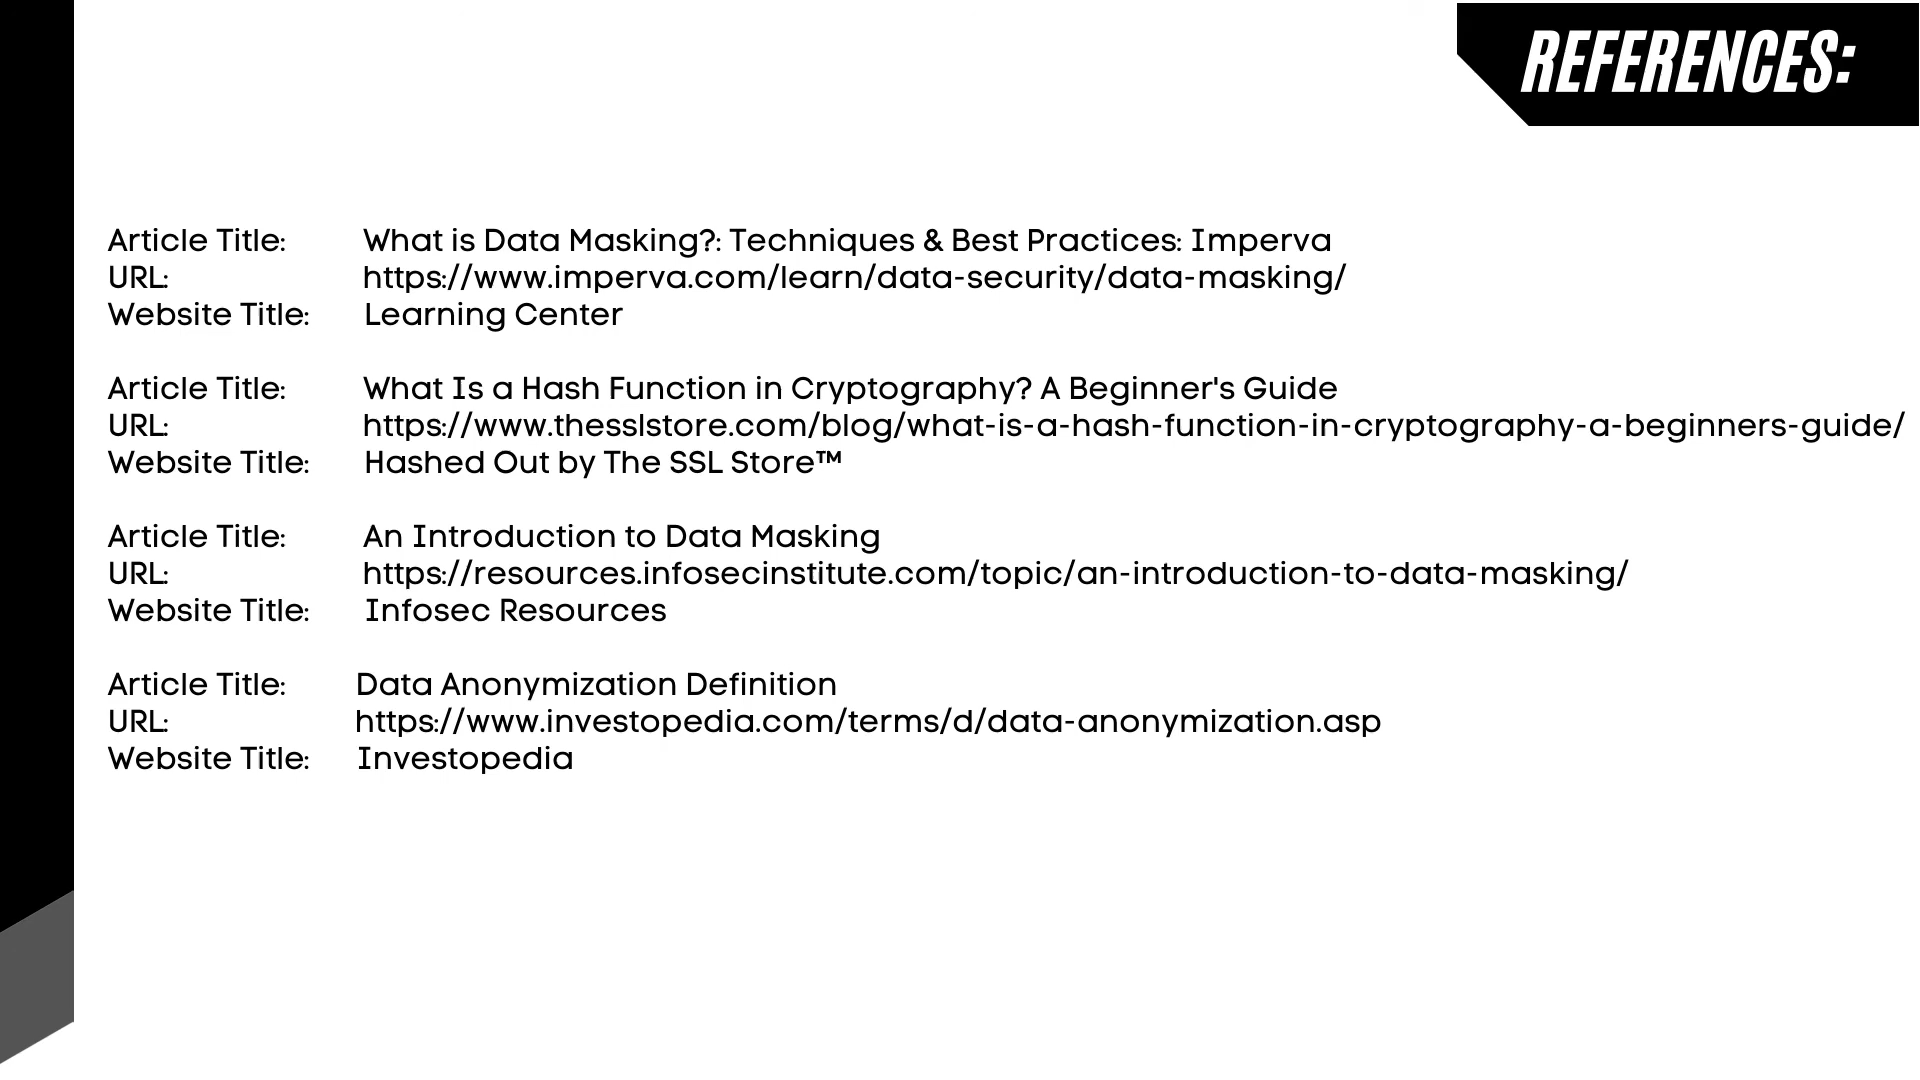 REFERENCES:
Article Title: What is Data Masking?: Techniques & Best Practices: Imperva
URL: https://www.imperva.com/learn/data-security/data-masking/
Website Title: Learning Center
Article Title: What Is a Hash Function in Cryptography? A Beginner's Guide
URL: https://www.thesslstore.com/blog/what-is-a-hash-function-in-cryptography-a-beginners-guide/
Website Title: Hashed Out by The SSL Store™
Article Title: An Introduction to Data Masking
URL: https://resources.infosecinstitute.com/topic/an-introduction-to-data-masking/
Website Title: Infosec Resources
Article Title: Data Anonymization Definition
URL: https://www.investopedia.com/terms/d/data-anonymization.asp
Website Title: Investopedia